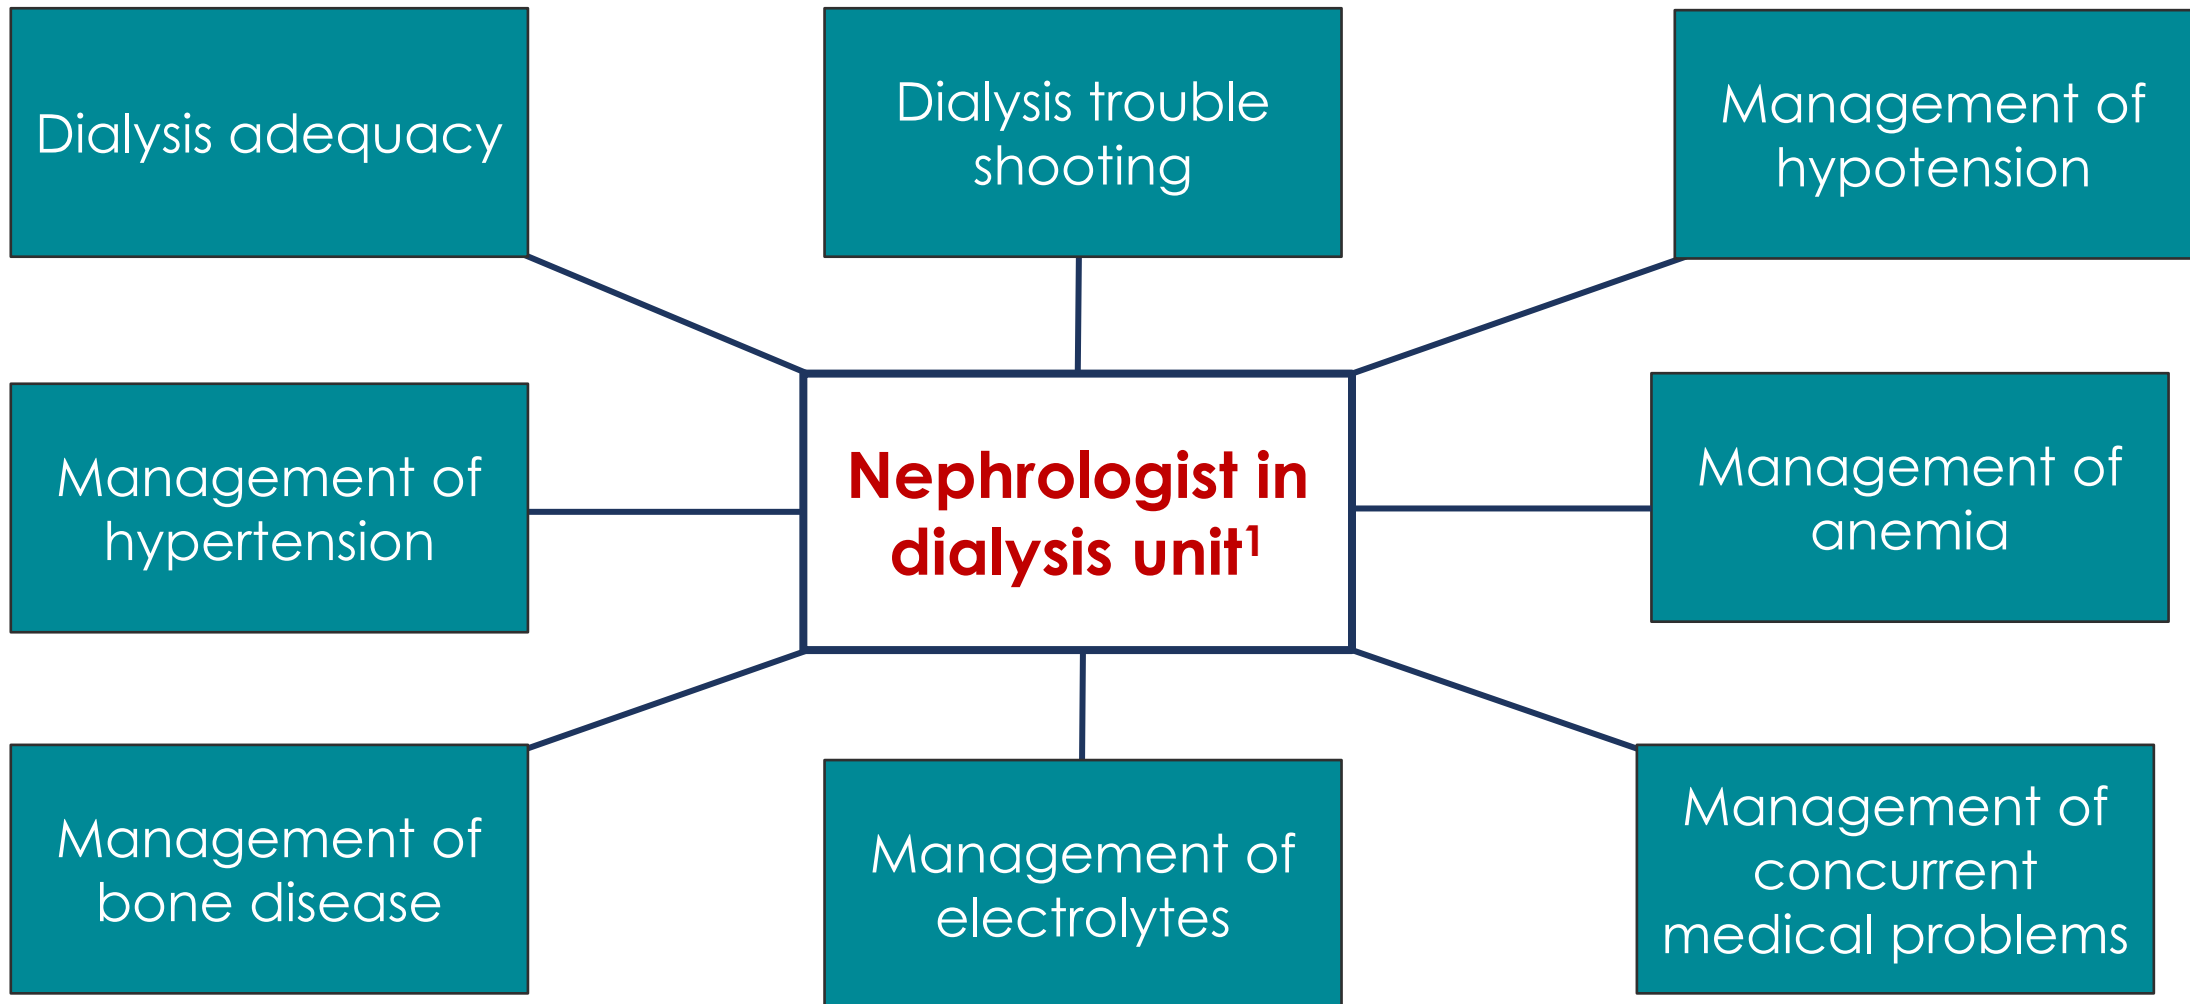 Dialysis adequacy
Dialysis trouble
shooting
Management of
hypotension
Management of
hypertension
Nephrologist in
dialysis unit¹
Management of
anemia
Management of
bone disease
Management of
electrolytes
Management of
concurrent
medical problems